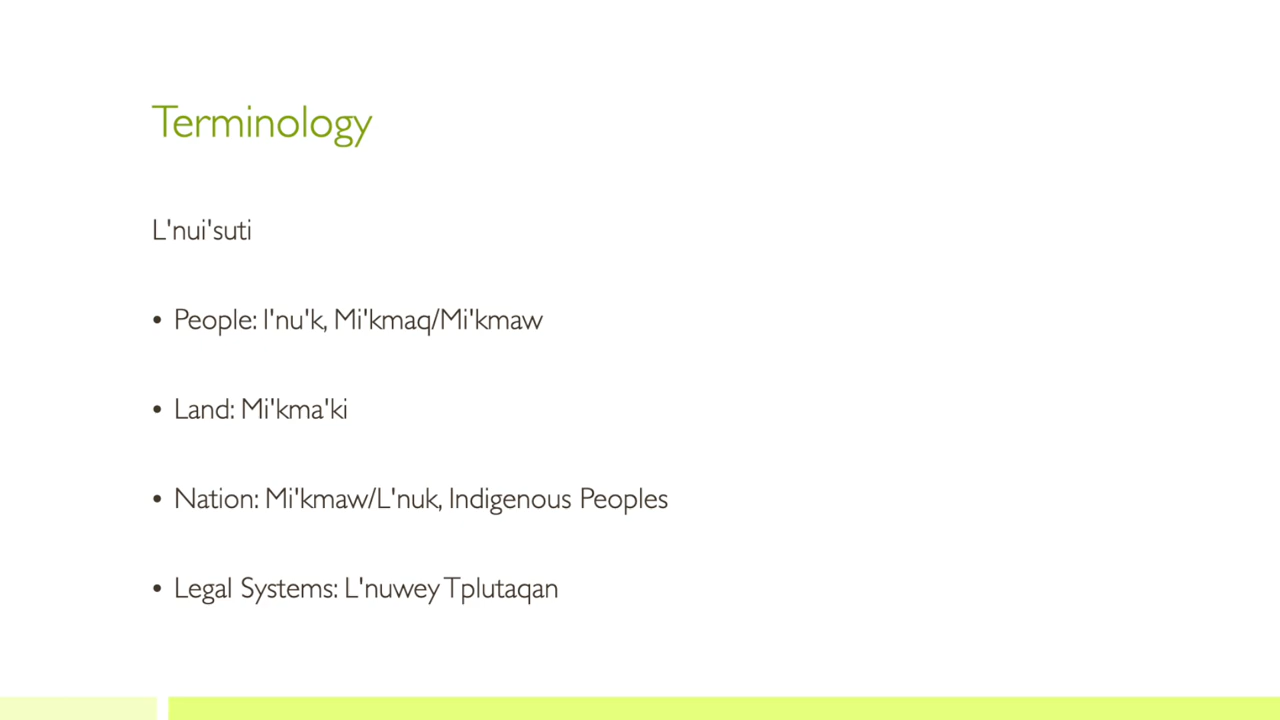 Terminology
L'nui'suti
• People: l'nu'k, Mi'kmaq/Mi'kmaw
• Land: Mi'kma'ki
• Nation: Mi'kmaw/L'nuk, Indigenous Peoples
• Legal Systems: L'nuwey Tplutaqan